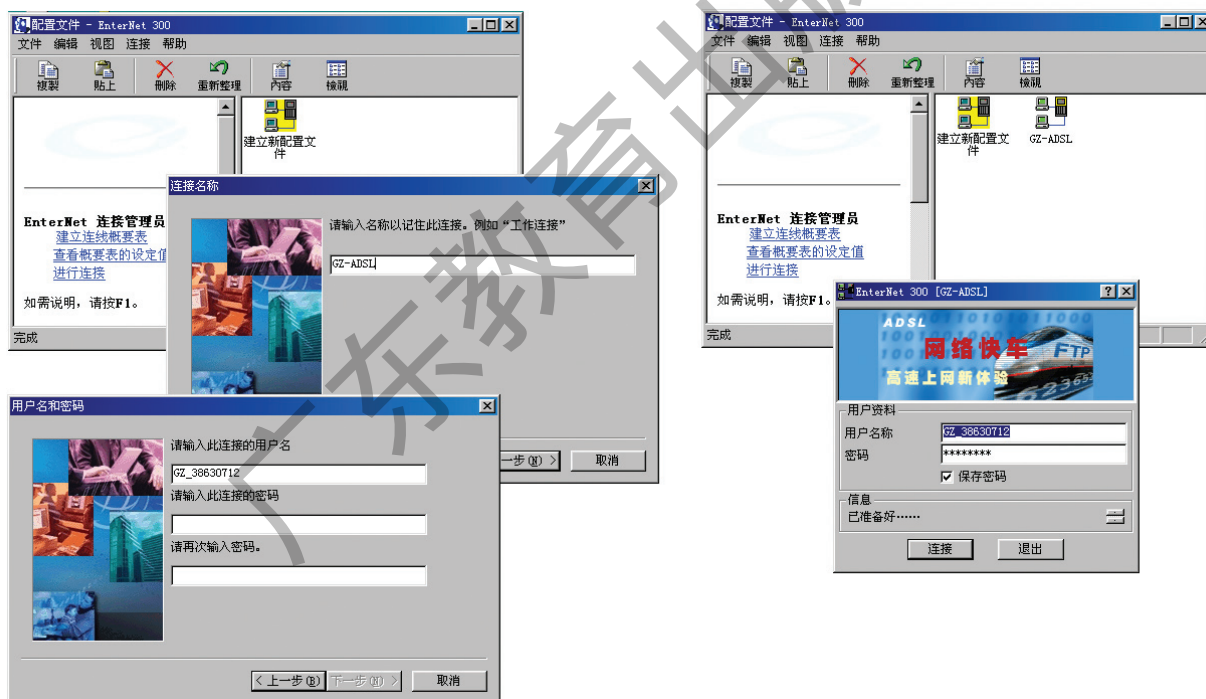 配置文件 - EnterNet 300
文件 编辑 视图 连接 帮助
複製 貼上 刪除 重新整理 内容 檢視
建立新配置文件
EnterNet 连接管理员
建立连线概要表
查看概要表的设定值
进行连接
如需说明，请按F1。
完成
连接名称
请输入名称以记住此连接。例如“工作连接”
GZ-ADSL
一步(N) > 取消
用户名和密码
请输入此连接的用户名
GZ_38630712
请输入此连接的密码
请再次输入密码。
< 上一步(B) 下一步(N) > 取消
配置文件 - EnterNet 300
文件 编辑 视图 连接 帮助
複製 貼上 刪除 重新整理 内容 檢視
建立新配置文件 GZ-ADSL
EnterNet 连接管理员
建立连线概要表
查看概要表的设定值
进行连接
如需说明，请按F1。
完成
EnterNet 300 [GZ-ADSL]
ADSL
网络快车
FTP
高速上网新体验
用户资料
用户名称 GZ_38630712
密码 ********
保存密码
信息
已准备好……
连接 退出
广东教育出版